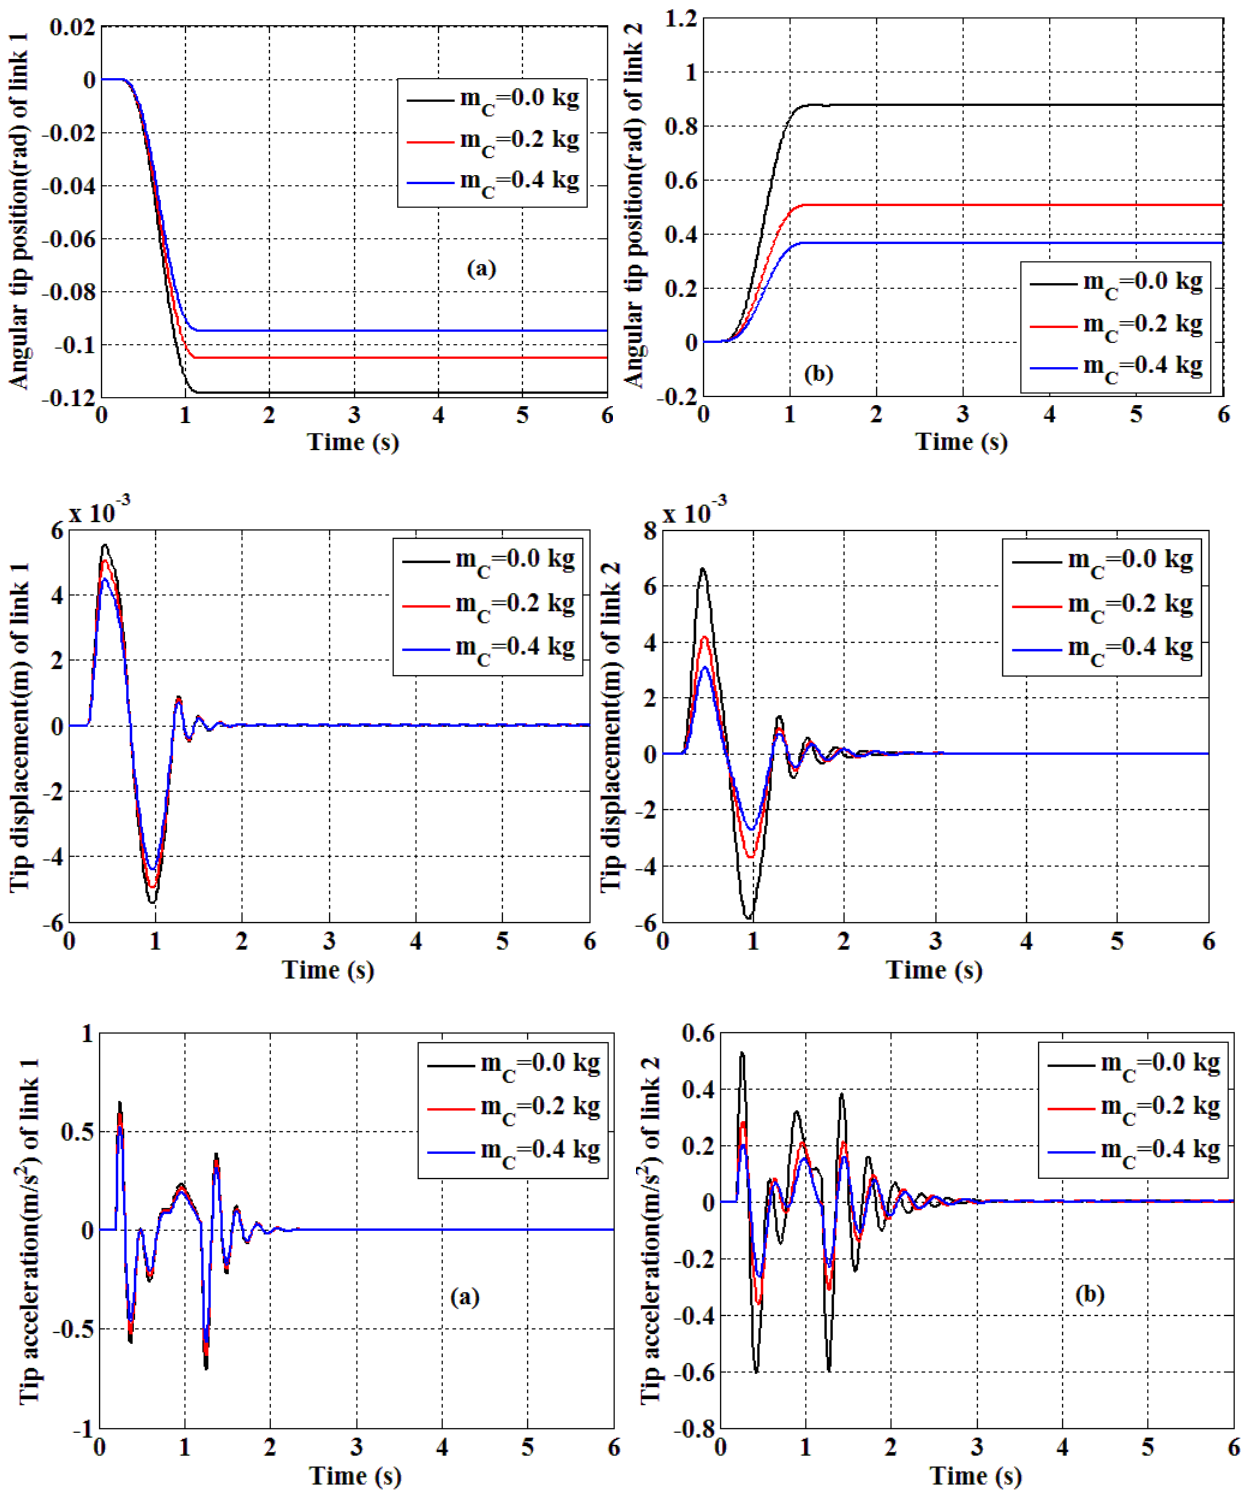 Angular tip position(rad) of link 1
0.02
0
-0.02
-0.04
-0.06
-0.08
-0.1
-0.12
m_C=0.0 kg
m_C=0.2 kg
m_C=0.4 kg
(a)
0 1 2 3 4 5 6
Time (s)
Angular tip position(rad) of link 2
1.2
1
0.8
0.6
0.4
0.2
0
-0.2
m_C=0.0 kg
m_C=0.2 kg
m_C=0.4 kg
(b)
0 1 2 3 4 5 6
Time (s)
Tip displacement(m) of link 1
x 10^-3
6
4
2
0
-2
-4
-6
m_C=0.0 kg
m_C=0.2 kg
m_C=0.4 kg
0 1 2 3 4 5 6
Time (s)
Tip displacement(m) of link 2
x 10^-3
8
6
4
2
0
-2
-4
-6
m_C=0.0 kg
m_C=0.2 kg
m_C=0.4 kg
0 1 2 3 4 5 6
Time (s)
Tip acceleration(m/s²) of link 1
1
0.5
0
-0.5
-1
m_C=0.0 kg
m_C=0.2 kg
m_C=0.4 kg
(a)
0 1 2 3 4 5 6
Time (s)
Tip acceleration(m/s²) of link 2
0.6
0.4
0.2
0
-0.2
-0.4
-0.6
-0.8
m_C=0.0 kg
m_C=0.2 kg
m_C=0.4 kg
(b)
0 1 2 3 4 5 6
Time (s)